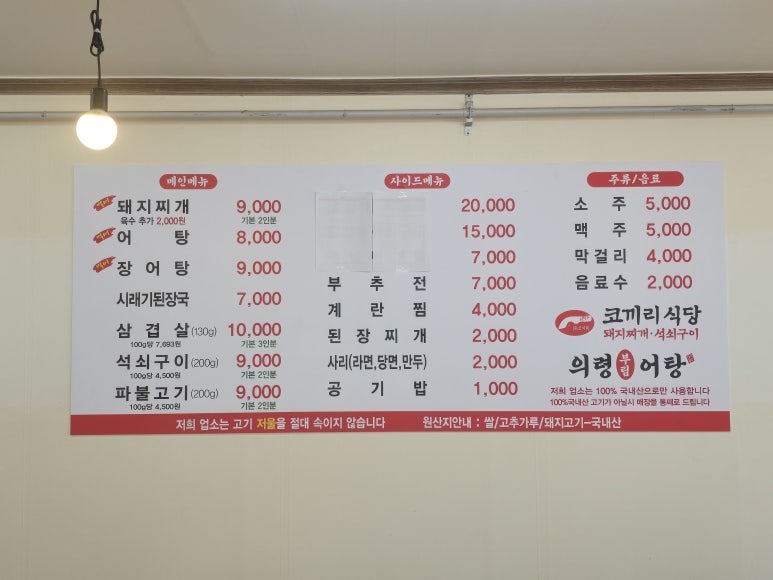 메인메뉴
돼지찌개 9,000
육수 추가 2,000원 기본 2인분
어탕 8,000
장어탕 9,000
시래기된장국 7,000
삼겹살(130g) 10,000
100g당 7,693원 기본 3인분
석쇠구이(200g) 9,000
100g당 4,500원 기본 2인분
파불고기(200g) 9,000
100g당 4,500원 기본 2인분
사이드메뉴
20,000
15,000
7,000
부추전 7,000
계란찜 4,000
된장찌개 2,000
사리(라면,당면,만두) 2,000
공기밥 1,000
주류/음료
소주 5,000
맥주 5,000
막걸리 4,000
음료수 2,000
코끼리식당
돼지찌개·석쇠구이
의령 부림 어탕
저희 업소는 100% 국내산으로만 사용합니다
100%국내산 고기가 아닐시 매장을 통째로 드립니다
저희 업소는 고기 저울을 절대 속이지 않습니다 원산지안내 : 쌀/고추가루/돼지고기-국내산